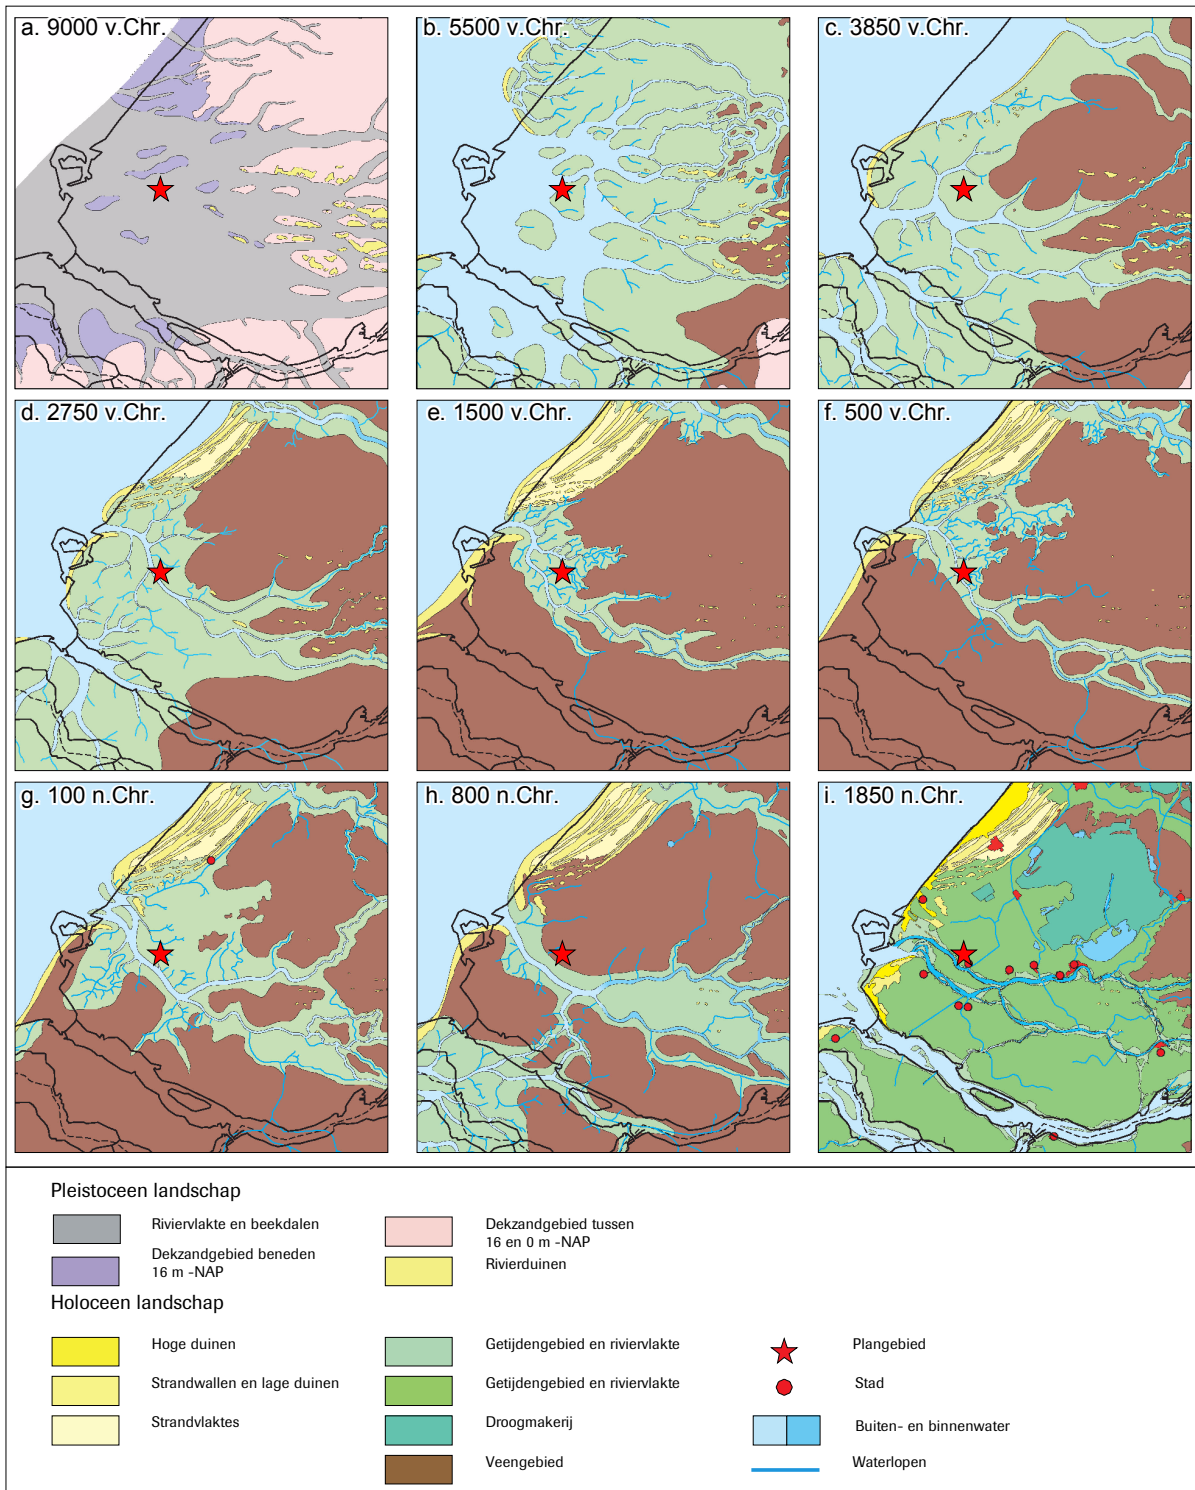 a. 9000 v.Chr.
b. 5500 v.Chr.
c. 3850 v.Chr.
d. 2750 v.Chr.
e. 1500 v.Chr.
f. 500 v.Chr.
g. 100 n.Chr.
h. 800 n.Chr.
i. 1850 n.Chr.
Pleistoceen landschap
Riviervlakte en beekdalen
Dekzandgebied beneden
16 m -NAP
Dekzandgebied tussen
16 en 0 m -NAP
Rivierduinen
Holoceen landschap
Hoge duinen
Strandwallen en lage duinen
Strandvlaktes
Getijdengebied en riviervlakte
Getijdengebied en riviervlakte
Droogmakerij
Veengebied
Plangebied
Stad
Buiten- en binnenwater
Waterlopen